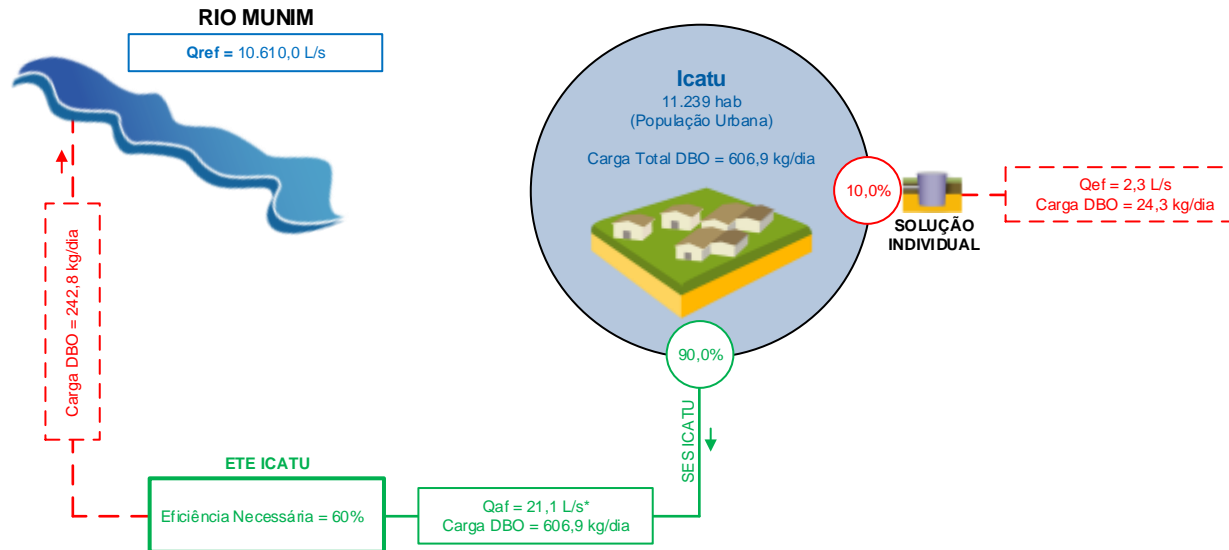 RIO MUNIM
Qref = 10.610,0 L/s
Icatu
11.239 hab
(População Urbana)
Carga Total DBO = 606,9 kg/dia
10,0%
SOLUÇÃO
INDIVIDUAL
Qef = 2,3 L/s
Carga DBO = 24,3 kg/dia
90,0%
SES ICATU
Carga DBO = 242,8 kg/dia
ETE ICATU
Eficiência Necessária = 60%
Qaf = 21,1 L/s*
Carga DBO = 606,9 kg/dia